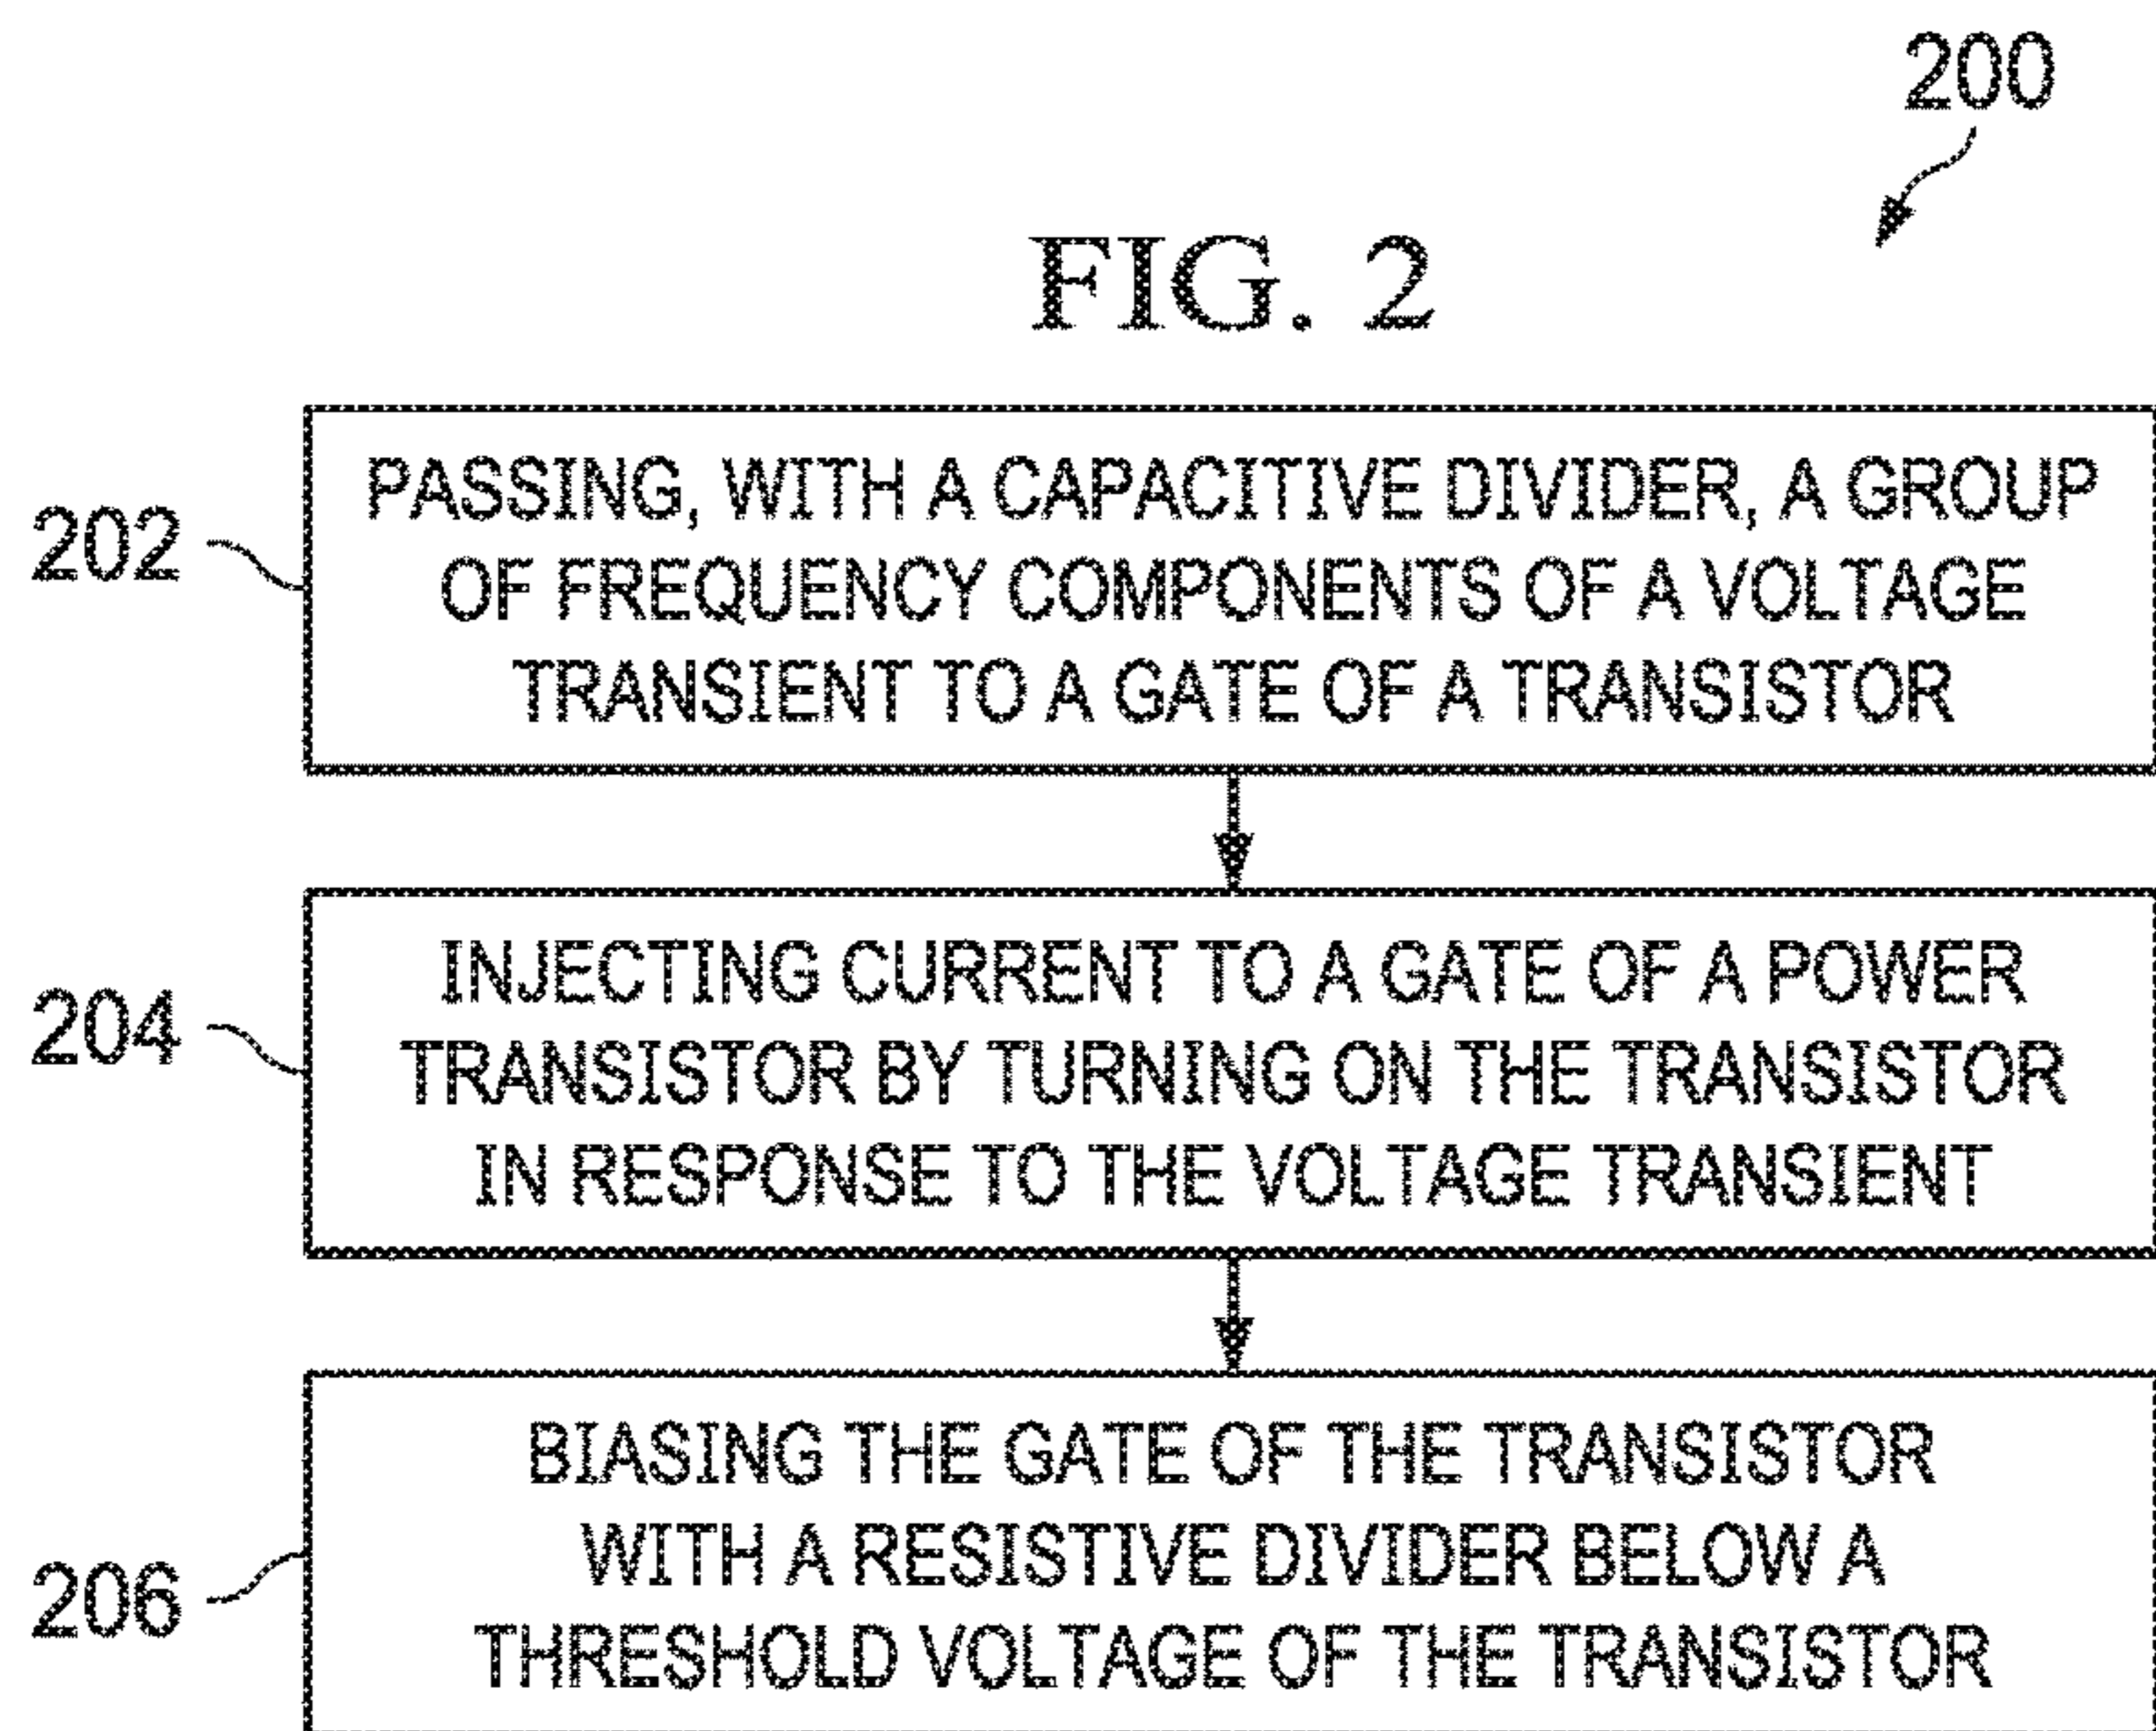 200
FIG. 2
202
PASSING, WITH A CAPACITIVE DIVIDER, A GROUP
OF FREQUENCY COMPONENTS OF A VOLTAGE
TRANSIENT TO A GATE OF A TRANSISTOR
204
INJECTING CURRENT TO A GATE OF A POWER
TRANSISTOR BY TURNING ON THE TRANSISTOR
IN RESPONSE TO THE VOLTAGE TRANSIENT
206
BIASING THE GATE OF THE TRANSISTOR
WITH A RESISTIVE DIVIDER BELOW A
THRESHOLD VOLTAGE OF THE TRANSISTOR